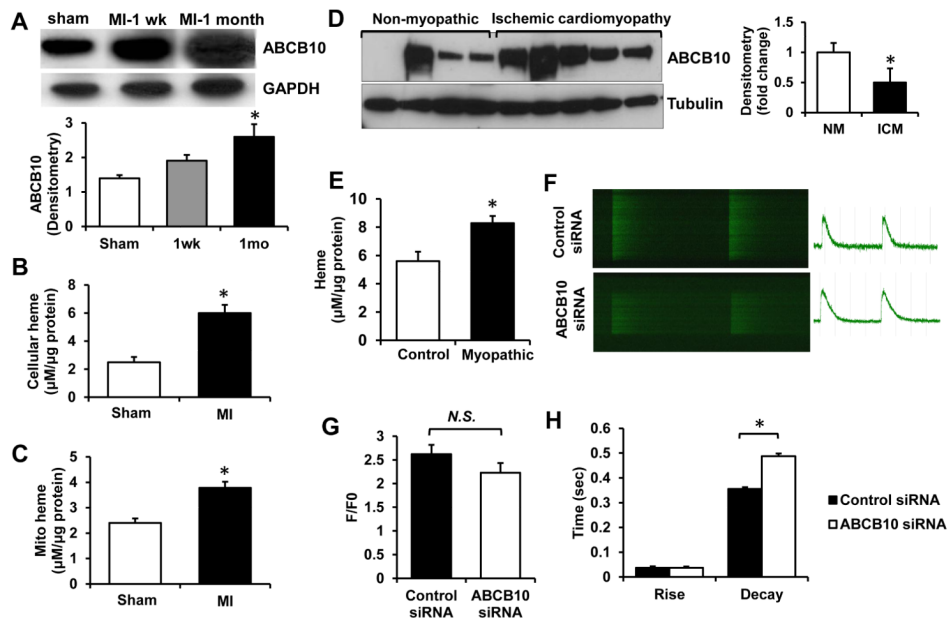 A
sham MI-1 wk MI-1 month
ABCB10
GAPDH
ABCB10
(Densitometry)
3
2
1
0
*
Sham 1wk 1mo
B
Cellular heme
(µM/µg protein)
8
6
4
2
0
*
Sham MI
C
Mito heme
(µM/µg protein)
5
4
3
2
1
0
*
Sham MI
D
Non-myopathic Ischemic cardiomyopathy
ABCB10
Tubulin
Densitometry
(fold change)
1.5
1
0.5
0
*
NM ICM
E
Heme
(µM/µg protein)
10
8
6
4
2
0
*
Control Myopathic
F
Control
siRNA
ABCB10
siRNA
G
N.S.
F/F0
3
2.5
2
1.5
1
0.5
0
Control
siRNA
ABCB10
siRNA
H
*
Time (sec)
0.6
0.5
0.4
0.3
0.2
0.1
0
Rise Decay
Control siRNA
ABCB10 siRNA